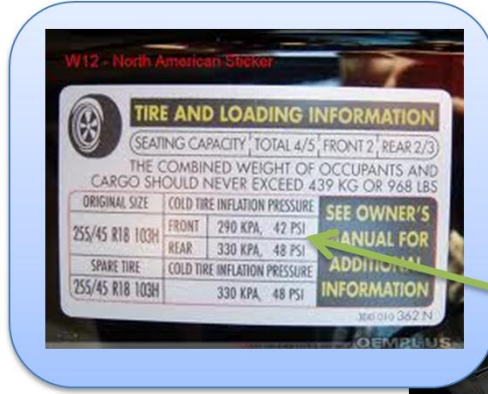 W12 - North American Sticker
TIRE AND LOADING INFORMATION
SEATING CAPACITY TOTAL 4/5 FRONT 2 REAR 2/3
THE COMBINED WEIGHT OF OCCUPANTS AND
CARGO SHOULD NEVER EXCEED 439 KG OR 968 LBS
ORIGINAL SIZE COLD TIRE INFLATION PRESSURE
255/45 R18 103H FRONT 290 KPA, 42 PSI
REAR 330 KPA, 48 PSI
SPARE TIRE COLD TIRE INFLATION PRESSURE
255/45 R18 103H 330 KPA, 48 PSI
SEE OWNER'S
MANUAL FOR
ADDITIONAL
INFORMATION
362 N
OEMPLUS